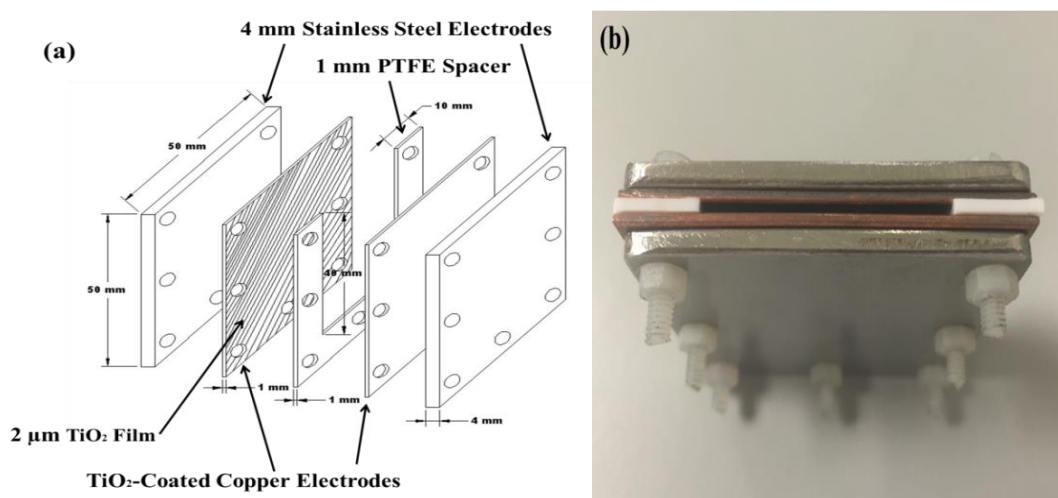 (a)
4 mm Stainless Steel Electrodes
1 mm PTFE Spacer
10 mm
50 mm
50 mm
40 mm
1 mm
1 mm
4 mm
2 µm TiO₂ Film
TiO₂-Coated Copper Electrodes
(b)